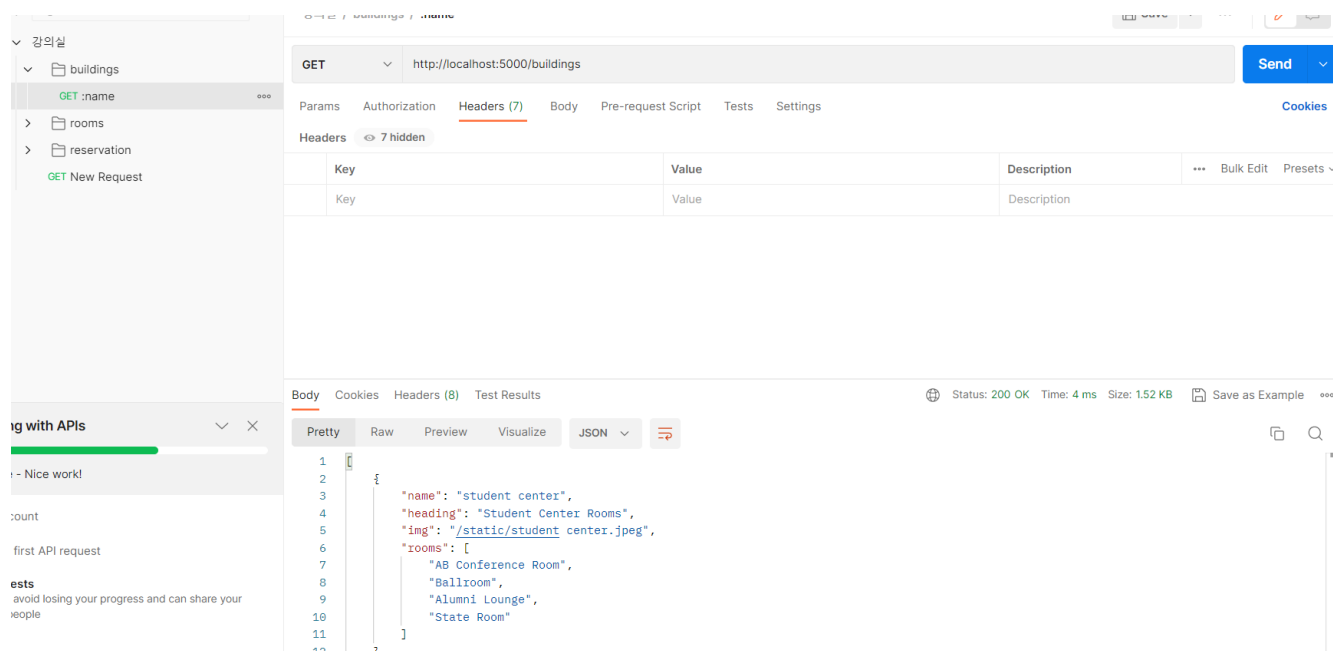 buildings / :name
Save
강의실
buildings
GET :name
rooms
reservation
GET New Request
GET
http://localhost:5000/buildings
Send
Params Authorization Headers (7) Body Pre-request Script Tests Settings Cookies
Headers 7 hidden
Key Value Description Bulk Edit Presets
Key Value Description
Body Cookies Headers (8) Test Results Status: 200 OK Time: 4 ms Size: 1.52 KB Save as Example
Pretty Raw Preview Visualize JSON
ng with APIs
- Nice work!
count
first API request
ests
avoid losing your progress and can share your
people
1 [
2 {
3 "name": "student center",
4 "heading": "Student Center Rooms",
5 "img": "/static/student center.jpeg",
6 "rooms": [
7 "AB Conference Room",
8 "Ballroom",
9 "Alumni Lounge",
10 "State Room"
11 ]